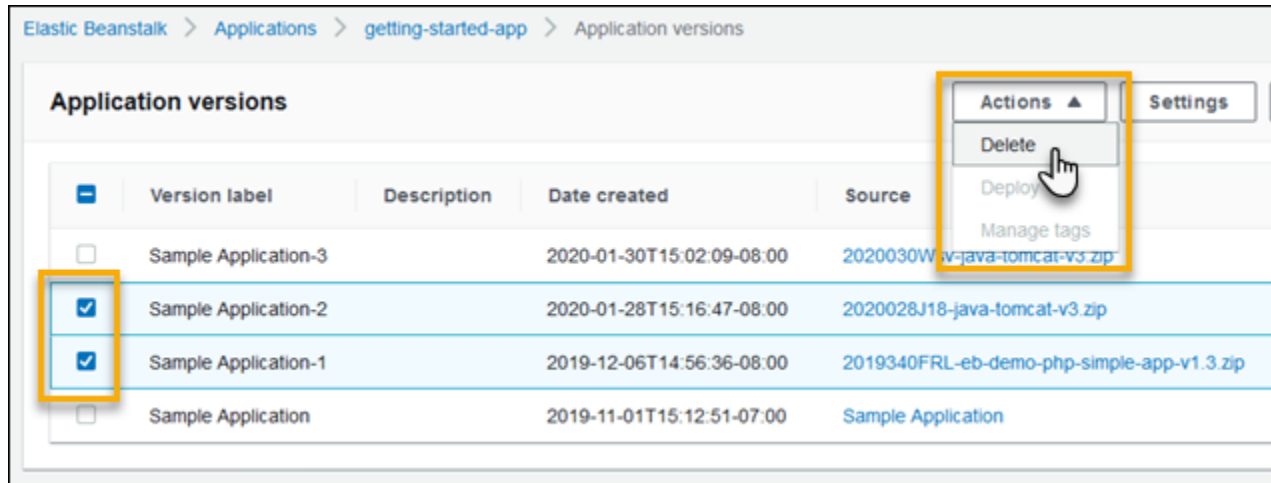 Elastic Beanstalk > Applications > getting-started-app > Application versions
Application versions
Actions ▲ Settings
Delete
Deploy
Manage tags
Version label Description Date created Source
Sample Application-3 2020-01-30T15:02:09-08:00 2020030W v-java-tomcat-v3.zip
Sample Application-2 2020-01-28T15:16:47-08:00 2020028J18-java-tomcat-v3.zip
Sample Application-1 2019-12-06T14:56:36-08:00 2019340FRL-eb-demo-php-simple-app-v1.3.zip
Sample Application 2019-11-01T15:12:51-07:00 Sample Application